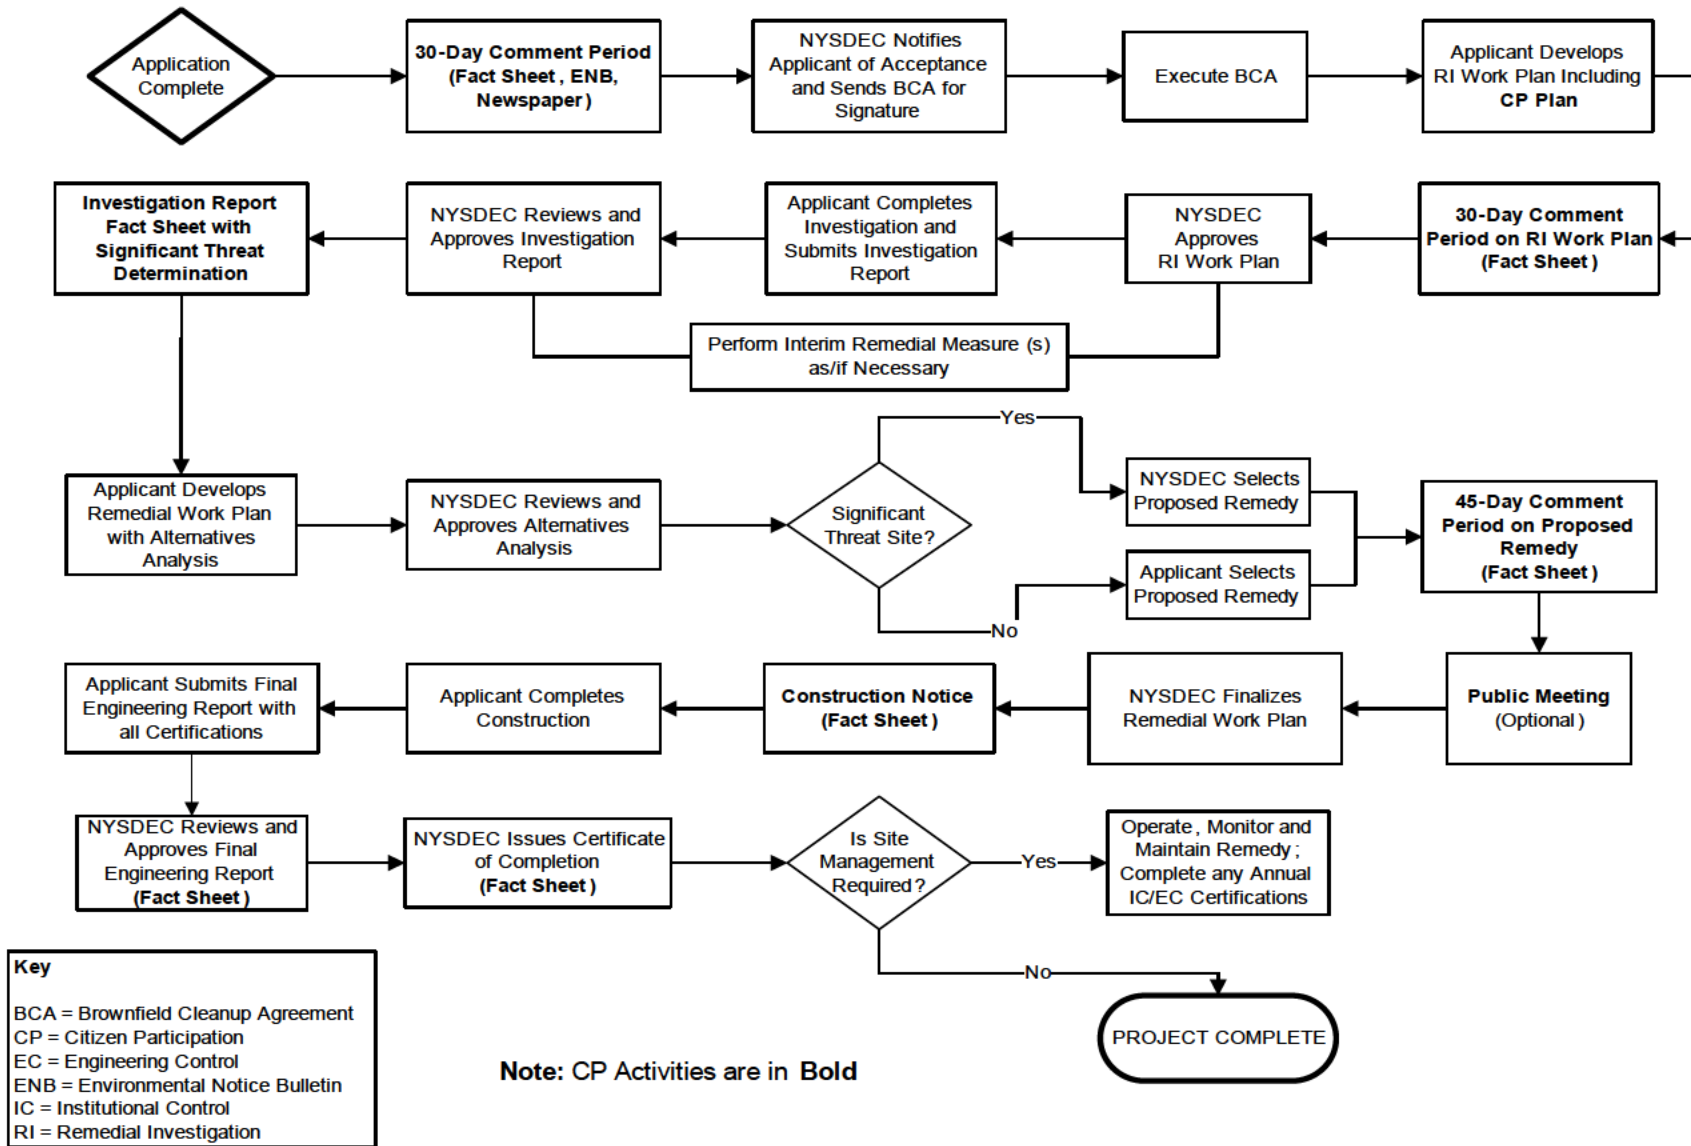 Application
Complete
30-Day Comment Period
(Fact Sheet, ENB,
Newspaper)
NYSDEC Notifies
Applicant of Acceptance
and Sends BCA for
Signature
Execute BCA
Applicant Develops
RI Work Plan Including
CP Plan
30-Day Comment
Period on RI Work Plan
(Fact Sheet)
NYSDEC
Approves
RI Work Plan
Applicant Completes
Investigation and
Submits Investigation
Report
NYSDEC Reviews and
Approves Investigation
Report
Investigation Report
Fact Sheet with
Significant Threat
Determination
Perform Interim Remedial Measure (s)
as/if Necessary
Applicant Develops
Remedial Work Plan
with Alternatives
Analysis
NYSDEC Reviews and
Approves Alternatives
Analysis
Significant
Threat Site?
Yes
No
NYSDEC Selects
Proposed Remedy
Applicant Selects
Proposed Remedy
45-Day Comment
Period on Proposed
Remedy
(Fact Sheet)
Public Meeting
(Optional)
NYSDEC Finalizes
Remedial Work Plan
Construction Notice
(Fact Sheet)
Applicant Completes
Construction
Applicant Submits Final
Engineering Report with
all Certifications
NYSDEC Reviews and
Approves Final
Engineering Report
(Fact Sheet)
NYSDEC Issues Certificate
of Completion
(Fact Sheet)
Is Site
Management
Required?
Yes
Operate, Monitor and
Maintain Remedy;
Complete any Annual
IC/EC Certifications
No
PROJECT COMPLETE
Key
BCA = Brownfield Cleanup Agreement
CP = Citizen Participation
EC = Engineering Control
ENB = Environmental Notice Bulletin
IC = Institutional Control
RI = Remedial Investigation
Note: CP Activities are in Bold